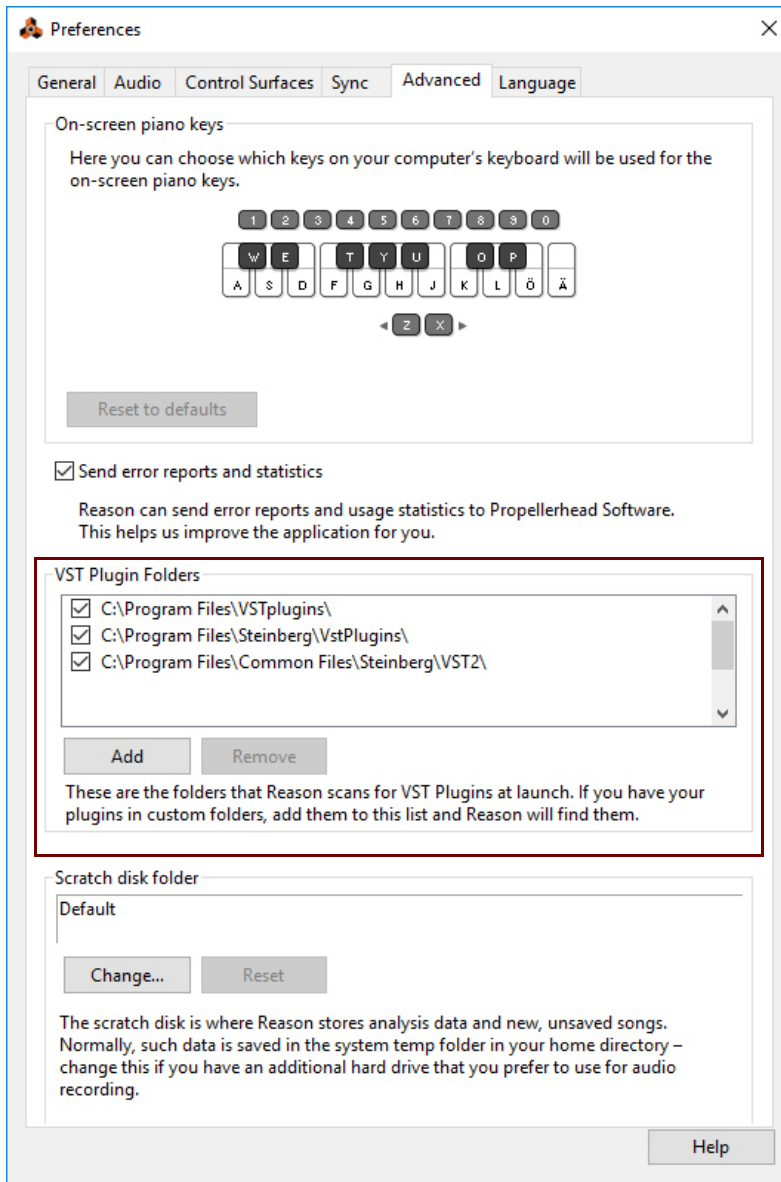 Preferences
General Audio Control Surfaces Sync Advanced Language
On-screen piano keys
Here you can choose which keys on your computer's keyboard will be used for the
on-screen piano keys.
1 2 3 4 5 6 7 8 9 0
W E T Y U O P
A S D F G H J K L Ö Ä
Z X
Reset to defaults
Send error reports and statistics
Reason can send error reports and usage statistics to Propellerhead Software.
This helps us improve the application for you.
VST Plugin Folders
C:\Program Files\VSTplugins\
C:\Program Files\Steinberg\VstPlugins\
C:\Program Files\Common Files\Steinberg\VST2\
Add Remove
These are the folders that Reason scans for VST Plugins at launch. If you have your
plugins in custom folders, add them to this list and Reason will find them.
Scratch disk folder
Default
Change... Reset
The scratch disk is where Reason stores analysis data and new, unsaved songs.
Normally, such data is saved in the system temp folder in your home directory –
change this if you have an additional hard drive that you prefer to use for audio
recording.
Help